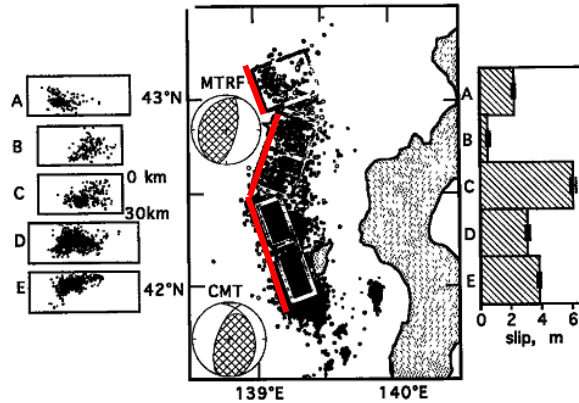 MTRF
43°N
A
B
C
0 km
30km
D
E
42°N
CMT
139°E
140°E
A
B
C
D
E
0 2 4 6
slip, m